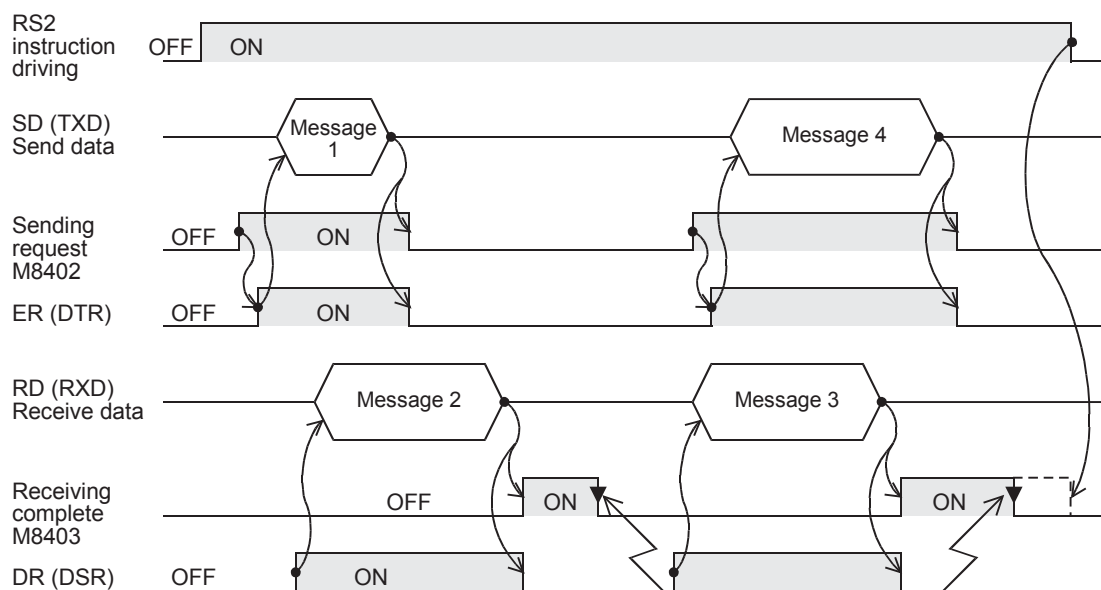 RS2
instruction
driving
OFF
ON
SD (TXD)
Send data
Message
1
Message 4
Sending
request
M8402
OFF
ON
ER (DTR)
OFF
ON
RD (RXD)
Receive data
Message 2
Message 3
Receiving
complete
M8403
OFF
ON
ON
DR (DSR)
OFF
ON